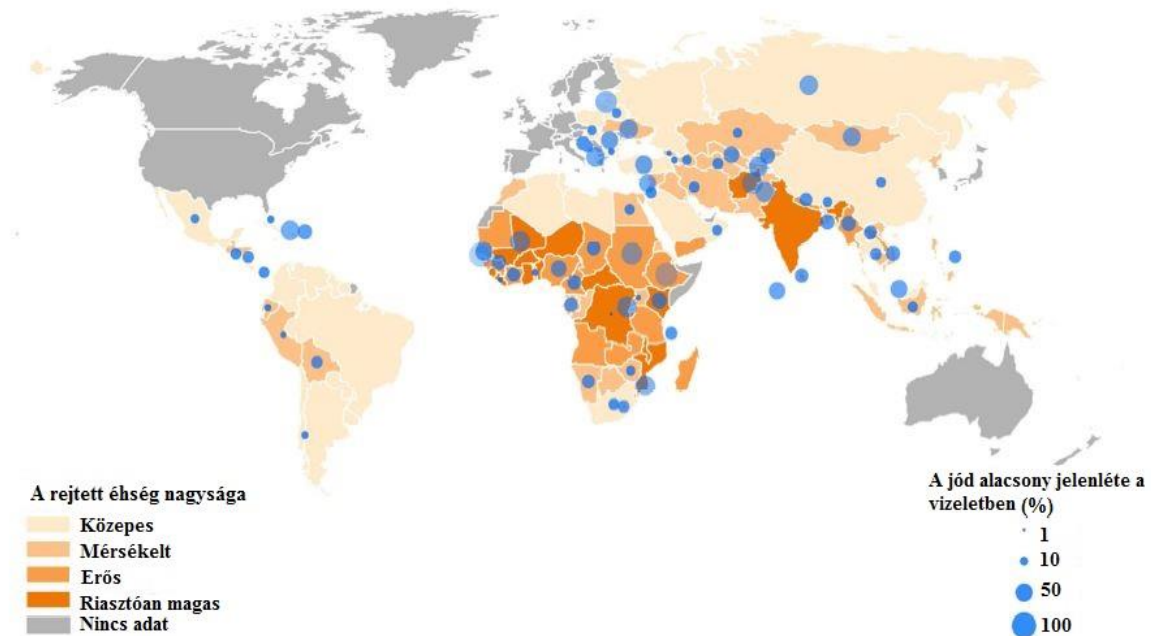 A rejtett éhség nagysága
Közepes
Mérsékelt
Erős
Riasztóan magas
Nincs adat
A jód alacsony jelenléte a
vizeletben (%)
1
10
50
100